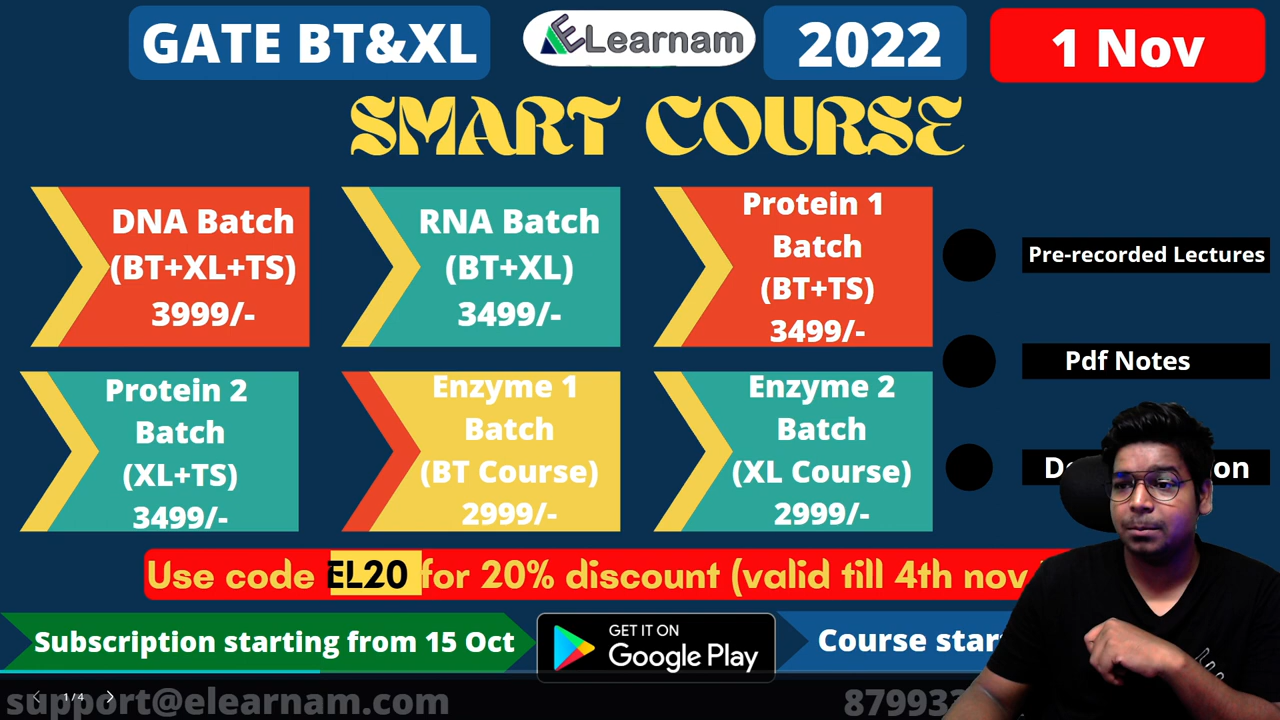 GATE BT&XL
ELearnam
2022
1 Nov
SMART COURSE
DNA Batch
(BT+XL+TS)
3999/-
RNA Batch
(BT+XL)
3499/-
Protein 1
Batch
(BT+TS)
3499/-
Pre-recorded Lectures
Pdf Notes
Protein 2
Batch
(XL+TS)
3499/-
Enzyme 1
Batch
(BT Course)
2999/-
Enzyme 2
Batch
(XL Course)
2999/-
Use code EL20 for 20% discount (valid till 4th nov
Subscription starting from 15 Oct
GET IT ON
Google Play
Course
support@elearnam.com
1/4